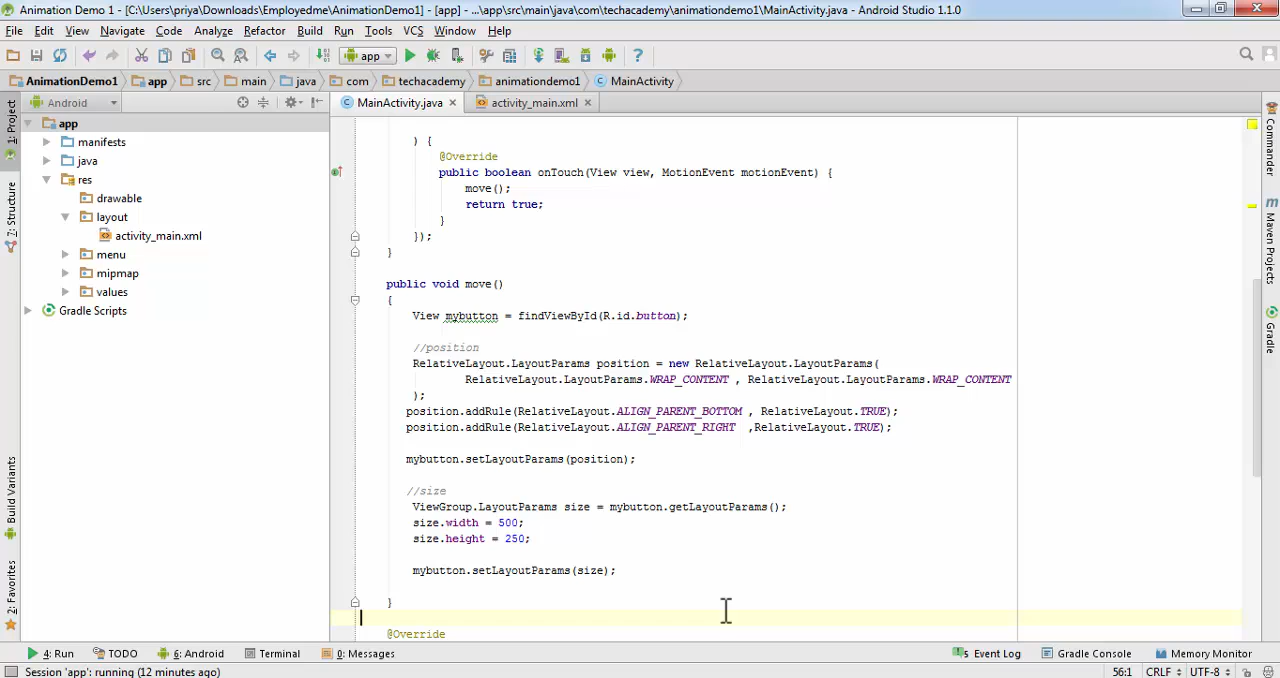 Animation Demo 1 - [C:\Users\priya\Downloads\Employedme\AnimationDemo1] - [app] - ...\app\src\main\java\com\techacademy\animationdemo1\MainActivity.java - Android Studio 1.1.0
File Edit View Navigate Code Analyze Refactor Build Run Tools VCS Window Help
app
AnimationDemo1 app src main java com techacademy animationdemo1 MainActivity
Android
MainActivity.java activity_main.xml
1: Project
7: Structure
Build Variants
2: Favorites
app
manifests
java
res
drawable
layout
activity_main.xml
menu
mipmap
values
Gradle Scripts
) {
@Override
public boolean onTouch(View view, MotionEvent motionEvent) {
move();
return true;
}
});
}
public void move()
{
View mybutton = findViewById(R.id.button);
//position
RelativeLayout.LayoutParams position = new RelativeLayout.LayoutParams(
RelativeLayout.LayoutParams.WRAP_CONTENT , RelativeLayout.LayoutParams.WRAP_CONTENT
);
position.addRule(RelativeLayout.ALIGN_PARENT_BOTTOM , RelativeLayout.TRUE);
position.addRule(RelativeLayout.ALIGN_PARENT_RIGHT ,RelativeLayout.TRUE);
mybutton.setLayoutParams(position);
//size
ViewGroup.LayoutParams size = mybutton.getLayoutParams();
size.width = 500;
size.height = 250;
mybutton.setLayoutParams(size);
}
@Override
Commander
Maven Projects
Gradle
4: Run TODO 6: Android Terminal 0: Messages 5 Event Log Gradle Console Memory Monitor
Session 'app': running (12 minutes ago) 56:1 CRLF UTF-8